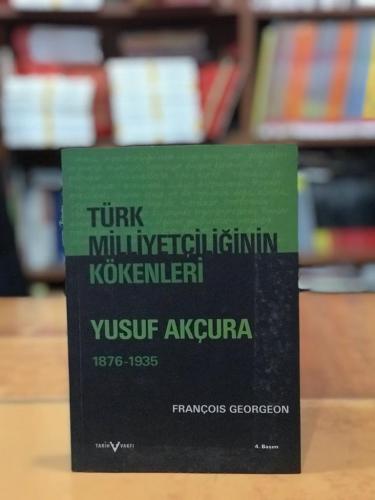 TÜRK
MİLLİYETÇİLİĞİNİN
KÖKENLERİ
YUSUF AKÇURA
1876-1935
FRANÇOIS GEORGEON
TARİH VAKFI
4. Basım